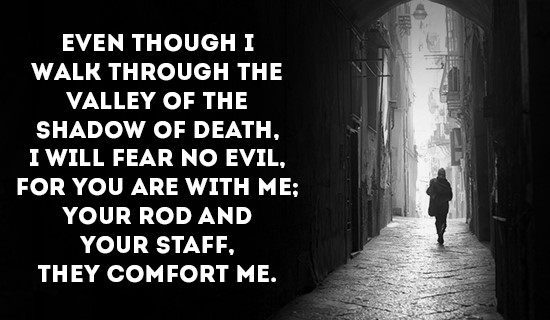 EVEN THOUGH I
WALK THROUGH THE
VALLEY OF THE
SHADOW OF DEATH,
I WILL FEAR NO EVIL,
FOR YOU ARE WITH ME;
YOUR ROD AND
YOUR STAFF,
THEY COMFORT ME.